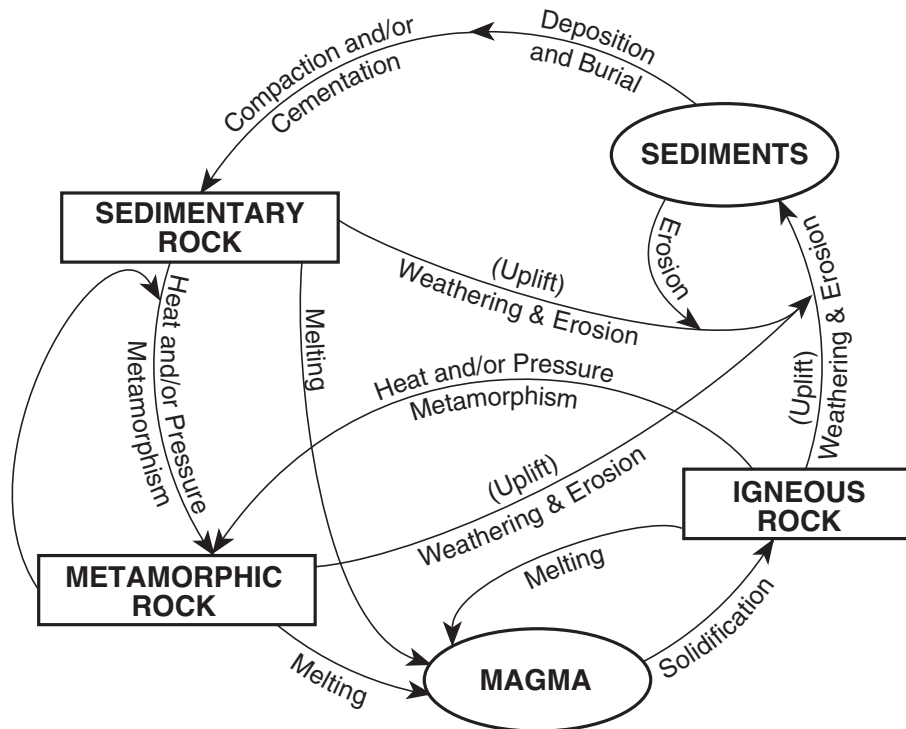 Deposition
and Burial
Compaction and/or
Cementation
SEDIMENTS
SEDIMENTARY
ROCK
Erosion
(Uplift)
Weathering & Erosion
(Uplift)
Weathering & Erosion
Heat and/or Pressure
Metamorphism
Melting
Heat and/or Pressure
Metamorphism
(Uplift)
Weathering & Erosion
IGNEOUS
ROCK
METAMORPHIC
ROCK
Melting
Melting
MAGMA
Solidification